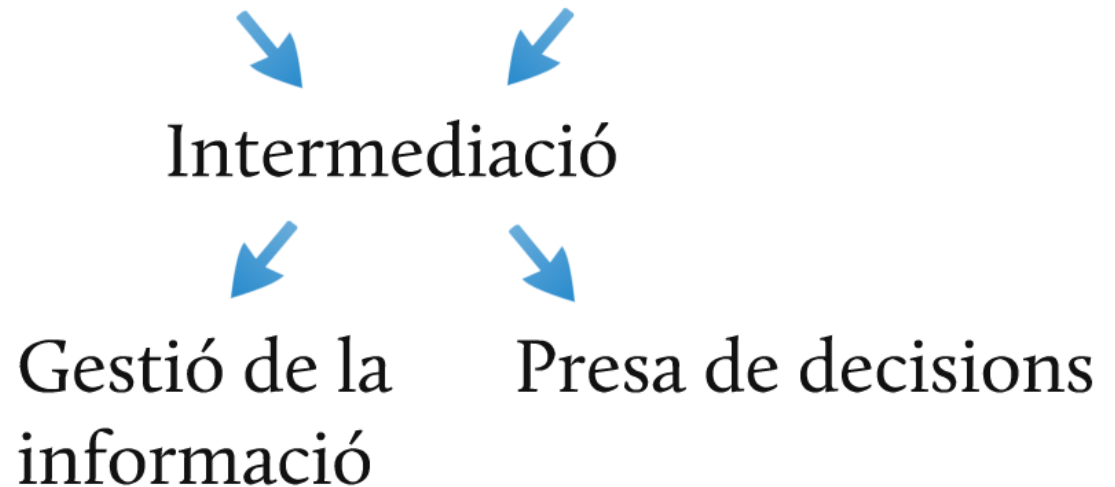 Intermediació
Gestió de la
informació
Presa de decisions